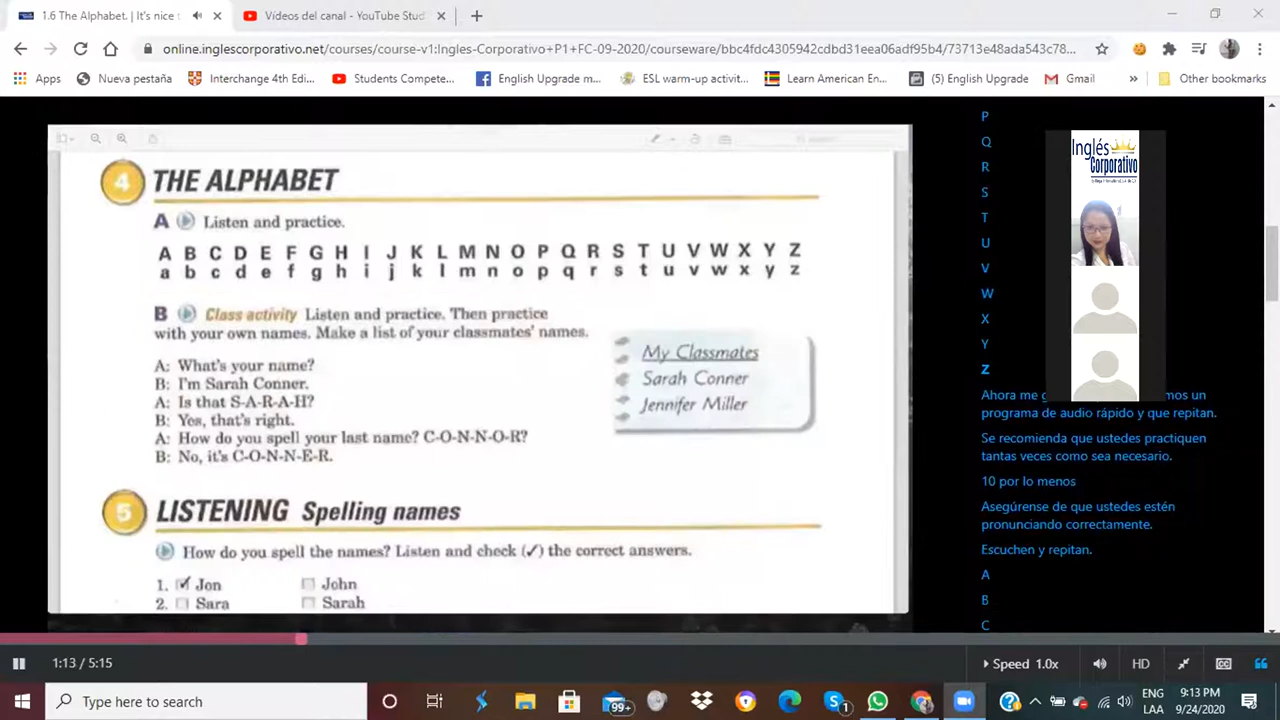 1.6 The Alphabet. | It's nice t
Vídeos del canal - YouTube Stud
online.inglescorporativo.net/courses/course-v1:Ingles-Corporativo+P1+FC-09-2020/courseware/bbc4fdc4305942cdbd31eea06adf95b4/73713e48ada543c78...
Apps
Nueva pestaña
Interchange 4th Edi...
Students Compete...
English Upgrade m...
ESL warm-up activit...
Learn American En...
(5) English Upgrade
Gmail
»
Other bookmarks
4 THE ALPHABET
A Listen and practice.
A B C D E F G H I J K L M N O P Q R S T U V W X Y Z
a b c d e f g h i j k l m n o p q r s t u v w x y z
B Class activity Listen and practice. Then practice
with your own names. Make a list of your classmates' names.
A: What's your name?
B: I'm Sarah Conner.
A: Is that S-A-R-A-H?
B: Yes, that's right.
A: How do you spell your last name? C-O-N-N-O-R?
B: No, it's C-O-N-N-E-R.
My Classmates
Sarah Conner
Jennifer Miller
5 LISTENING Spelling names
How do you spell the names? Listen and check (✓) the correct answers.
1. ✓ Jon John
2. Sara Sarah
P
Q
R
S
T
U
V
W
X
Y
Z
Ahora me g mos un
programa de audio rápido y que repitan.
Se recomienda que ustedes practiquen
tantas veces como sea necesario.
10 por lo menos
Asegúrense de que ustedes estén
pronunciando correctamente.
Escuchen y repitan.
A
B
C
Inglés
Corporativo
1:13 / 5:15
Speed 1.0x
HD
Type here to search
99+
1
ENG
LAA
9:13 PM
9/24/2020